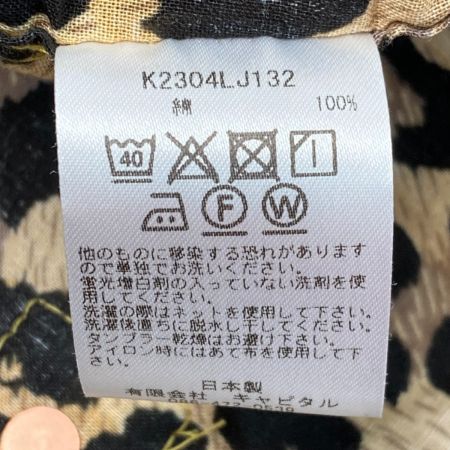 K2304LJ132
綿 100%
40
F W
他のものに移染する恐れがあります
ので単独でお洗いください。
蛍光増白剤の入っていない洗剤を使
用してください。
洗濯の際はネットを使用して下さい。
洗濯後直ちに脱水し干してください。
タンブラー乾燥はお避け下さい。
アイロン時にはあて布を使用して下
さい。
日本製
有限会社 キャピタル